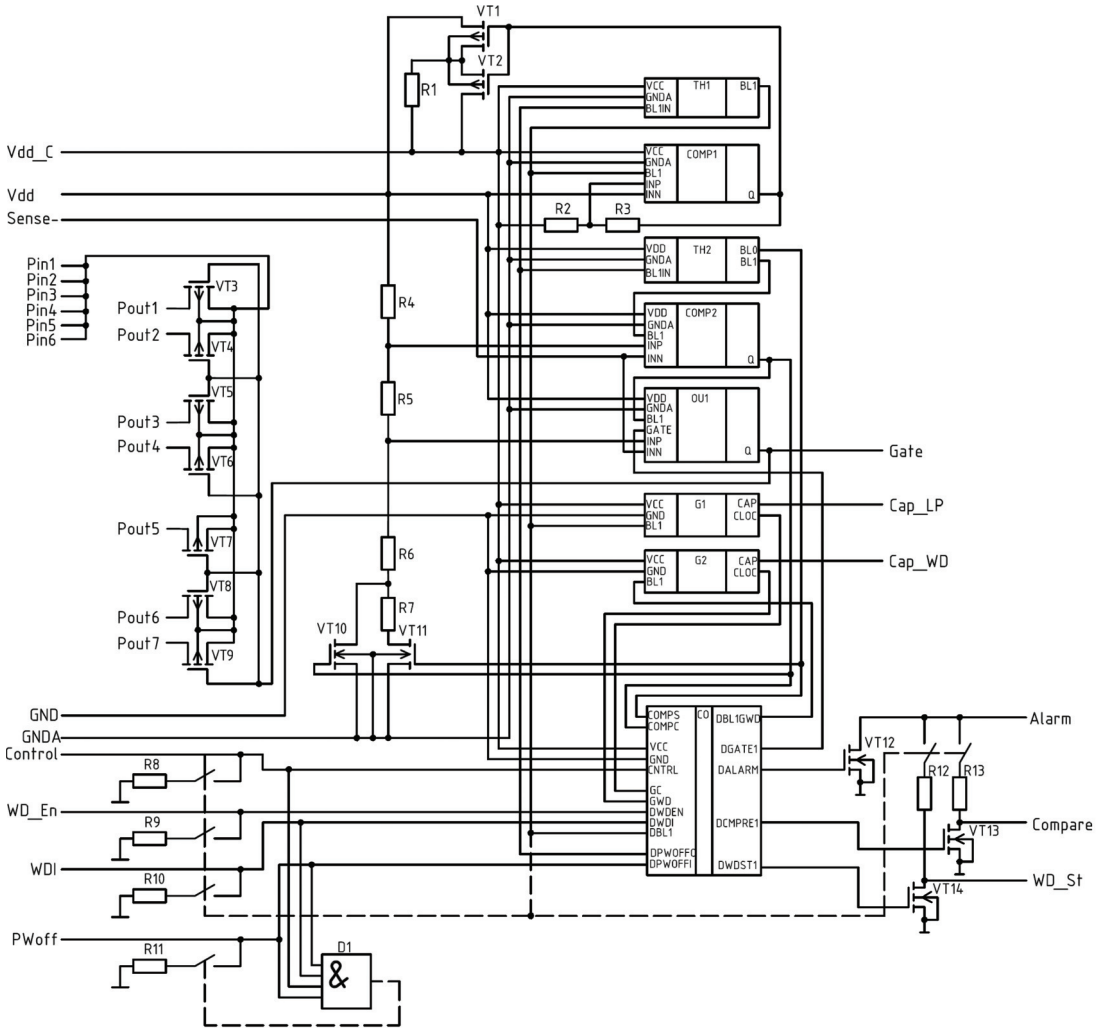 VT1
VT2
R1
VCC TH1 BL1
GNDA
BL1IN
Vdd_C
VCC COMP1
GNDA
BL1
INP
INN Q
Vdd
Sense-
R2 R3
VDD TH2 BL0
GNDA BL1
BL1IN
Pin1
Pin2
Pin3
Pin4
Pin5
Pin6
VT3
Pout1
Pout2
VT4
VT5
Pout3
Pout4
VT6
Pout5
VT7
VT8
Pout6
Pout7
VT9
R4
R5
R6
R7
VT10 VT11
VDD COMP2
GNDA
BL1
INP
INN Q
VDD OU1
GNDA
BL1
GATE
INP
INN Q
Gate
VCC G1 CAP
GND CLOC
BL1
Cap_LP
VCC G2 CAP
GND CLOC
BL1
Cap_WD
GND
GNDA
Control
R8
WD_En
R9
WDI
R10
PWoff
R11
D1
&
COMPS CO DBL1GWD
COMPC
VCC DGATE1
GND
CNTRL DALARM
GC
GWD
DWDEN
DWDI DCMPRE1
DBL1
DPWOFFC
DPWOFFI DWDST1
Alarm
VT12
R12 R13
Compare
VT13
WD_St
VT14